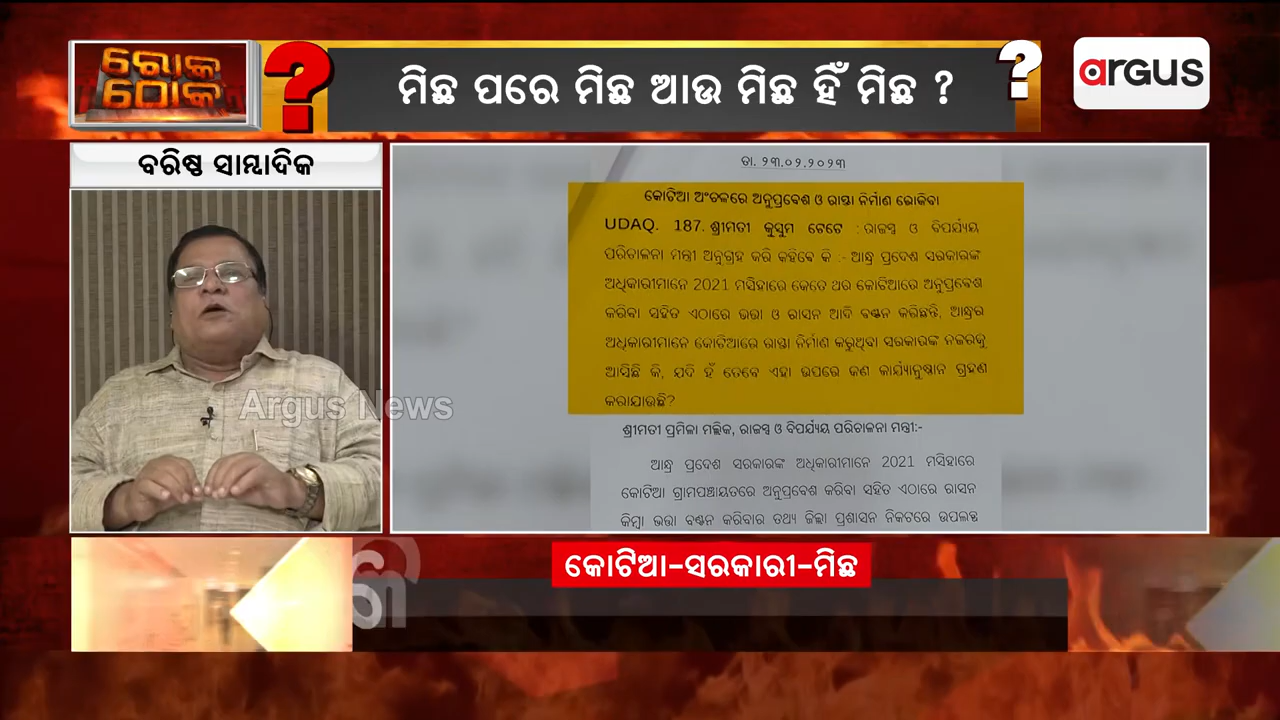 ରୋକ
ଠୋକ
?
ମିଛ ପରେ ମିଛ ଆଉ ମିଛ ହିଁ ମିଛ ?
?
argus
ବରିଷ୍ଠ ସାମ୍ବାଦିକ
ତା. ୨୩.୦୨.୨୦୨୩
କୋଟିଆ ଅଂଚଳରେ ଅନୁପ୍ରବେଶ ଓ ରାସ୍ତା ନିର୍ମାଣ ରୋକିବା
UDAQ. 187. ଶ୍ରୀମତୀ କୁସୁମ ଟେଟେ : ରାଜସ୍ୱ ଓ ବିପର୍ଯ୍ୟୟ
ପରିଚାଳନା ମନ୍ତ୍ରୀ ଅନୁଗ୍ରହ କରି କହିବେ କି :- ଆନ୍ଧ୍ର ପ୍ରଦେଶ ସରକାରଙ୍କ
ଅଧିକାରୀମାନେ 2021 ମସିହାରେ କେତେ ଥର କୋଟିଆରେ ଅନୁପ୍ରବେଶ
କରିବା ସହିତ ଏଠାରେ ଭତ୍ତା ଓ ରାସନ ଆଦି ବଣ୍ଟନ କରିଛନ୍ତି, ଆନ୍ଧ୍ରର
ଅଧିକାରୀମାନେ କୋଟିଆରେ ରାସ୍ତା ନିର୍ମାଣ କରୁଥିବା ସରକାରଙ୍କ ନଜରକୁ
ଆସିଛି କି, ଯଦି ହଁ ତେବେ ଏହା ଉପରେ କଣ କାର୍ଯ୍ୟାନୁଷ୍ଠାନ ଗ୍ରହଣ
କରାଯାଉଛି?
ଶ୍ରୀମତୀ ପ୍ରମିଳା ମଲ୍ଲିକ, ରାଜସ୍ୱ ଓ ବିପର୍ଯ୍ୟୟ ପରିଚାଳନା ମନ୍ତ୍ରୀ:-
ଆନ୍ଧ୍ର ପ୍ରଦେଶ ସରକାରଙ୍କ ଅଧିକାରୀମାନେ 2021 ମସିହାରେ
କୋଟିଆ ଗ୍ରାମପଞ୍ଚାୟତରେ ଅନୁପ୍ରବେଶ କରିବା ସହିତ ଏଠାରେ ରାସନ
କିମ୍ବା ଭତ୍ତା ବଣ୍ଟନ କରିବାର ତଥ୍ୟ ଜିଲ୍ଲା ପ୍ରଶାସନ ନିକଟରେ ଉପଲବ୍ଧ
Argus News
କୋଟିଆ-ସରକାରୀ-ମିଛ